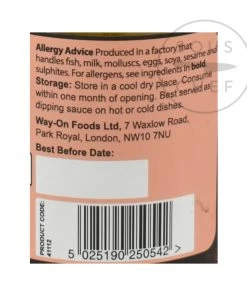 Allergy Advice Produced in a factory that
handles fish, milk, molluscs, eggs, soya, sesame and
sulphites. For allergens, see ingredients in bold
Storage: Store in a cool dry place. Consume
within one month of opening. Best served as
dipping sauce on hot or cold dishes.
Way-On Foods Ltd, 7 Waxlow Road,
Park Royal, London, NW10 7NU
Best Before Date:
PRODUCT CODE:
41112
5 025190 250542 >